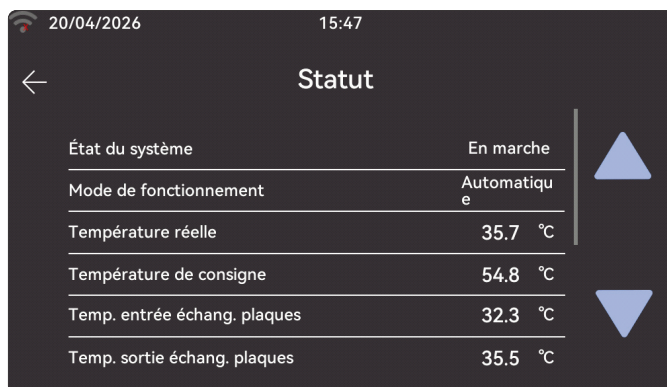 20/04/2026 15:47
Statut
État du système En marche
Mode de fonctionnement Automatiqu
e
Température réelle 35.7 °C
Température de consigne 54.8 °C
Temp. entrée échang. plaques 32.3 °C
Temp. sortie échang. plaques 35.5 °C